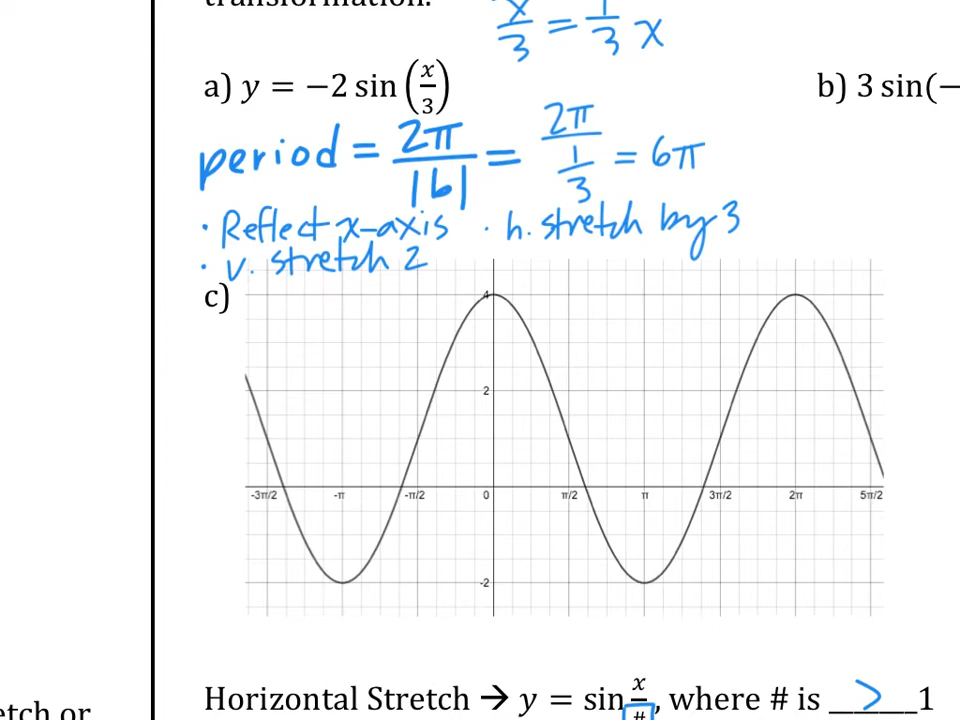 transformation.
x/3 = 1/3 x
a) y = −2 sin (x/3)
b) 3 sin(−
period = 2π/|b| = 2π/(1/3) = 6π
· Reflect x-axis · h. stretch by 3
· v. stretch 2
c)
4
2
-3π/2 -π -π/2 0 π/2 π 3π/2 2π 5π/2
-2
Horizontal Stretch → y = sin x/#, where # is > 1
etch or